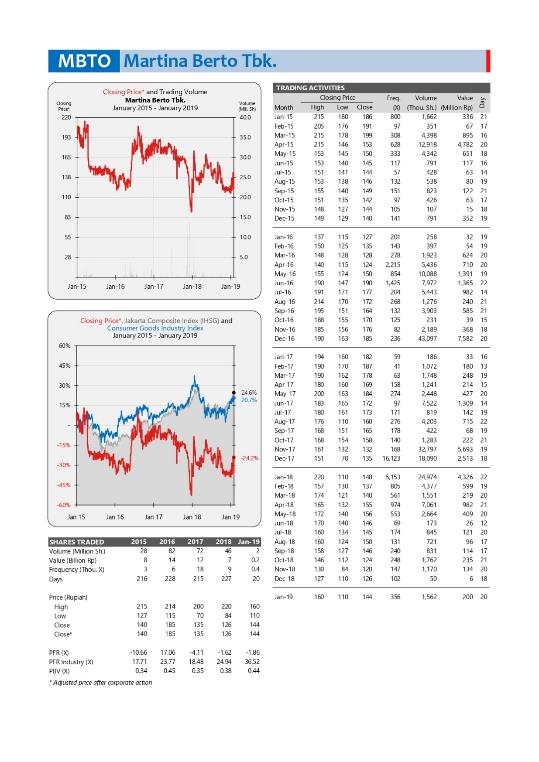 MBTO Martina Berto Tbk.
Closing Price* and Trading Volume
Martina Berto Tbk.
January 2015 - January 2019
Closing Price*
Volume (Mill. Sh)
220 40.0
193 35.0
165 30.0
138 25.0
110 20.0
83 15.0
55 10.0
28 5.0
Jan-15 Jan-16 Jan-17 Jan-18 Jan-19
Closing Price*, Jakarta Composite Index (IHSG) and
Consumer Goods Industry Index
January 2015 - January 2019
60%
45%
30%
24.6%
20.7%
15%
-
-15%
-24.2%
-30%
-45%
-60%
Jan 15 Jan 16 Jan 17 Jan 18 Jan 19
SHARES TRADED 2015 2016 2017 2018 Jan-19
Volume (Million Sh.) 28 82 72 46 2
Value (Billion Rp) 8 14 12 7 0.2
Frequency (Thou. X) 3 6 18 9 0.4
Days 216 228 215 227 20
Price (Rupiah)
High 215 214 200 220 160
Low 127 115 70 84 110
Close 140 185 135 126 144
Close* 140 185 135 126 144
PER (X) -10.66 17.06 -4.11 -1.62 -1.86
PER Industry (X) 17.71 23.77 18.48 24.94 36.52
PBV (X) 0.34 0.45 0.35 0.38 0.44
* Adjusted price after corporate action
TRADING ACTIVITIES
Closing Price Freq. Volume Value Day
Month High Low Close (X) (Thou. Sh.) (Million Rp)
Jan-15 215 180 186 800 1,662 336 21
Feb-15 205 176 191 97 351 67 17
Mar-15 215 178 199 308 4,398 895 16
Apr-15 215 146 153 628 12,918 4,782 20
May-15 153 145 150 333 4,342 651 18
Jun-15 153 140 145 117 791 117 16
Jul-15 151 141 144 57 428 63 14
Aug-15 153 138 146 132 538 80 19
Sep-15 155 140 149 151 823 122 21
Oct-15 151 135 142 97 426 63 17
Nov-15 148 127 144 105 107 15 18
Dec-15 149 129 140 141 791 352 19
Jan-16 137 115 127 201 258 32 19
Feb-16 150 125 135 143 397 54 19
Mar-16 148 128 128 278 1,923 624 20
Apr-16 140 115 124 2,215 5,436 710 20
May-16 155 124 150 854 10,088 1,391 19
Jun-16 190 147 190 1,425 7,972 1,365 22
Jul-16 191 171 177 204 5,443 982 14
Aug-16 214 170 172 268 1,276 240 21
Sep-16 195 151 164 132 3,903 585 21
Oct-16 188 155 170 125 231 39 15
Nov-16 185 156 176 82 2,189 368 18
Dec-16 190 163 185 236 43,097 7,582 20
Jan-17 194 160 182 59 186 33 16
Feb-17 190 170 187 41 1,072 180 13
Mar-17 190 162 178 63 1,748 248 19
Apr-17 180 160 169 158 1,241 214 15
May-17 200 163 184 274 2,448 427 20
Jun-17 183 165 172 97 7,522 1,309 14
Jul-17 180 161 173 171 819 142 19
Aug-17 176 110 160 276 4,203 715 22
Sep-17 168 151 165 178 422 68 19
Oct-17 168 154 158 140 1,283 222 21
Nov-17 161 132 132 168 32,797 5,693 19
Dec-17 151 70 135 16,123 18,090 2,513 18
Jan-18 220 110 148 5,153 24,974 4,326 22
Feb-18 157 130 137 805 4,377 599 19
Mar-18 174 121 140 561 1,551 219 20
Apr-18 165 132 155 974 7,061 982 21
May-18 172 140 156 553 2,664 409 20
Jun-18 170 140 146 69 173 26 12
Jul-18 160 134 145 174 845 121 20
Aug-18 160 124 150 131 721 96 17
Sep-18 158 127 146 240 831 114 17
Oct-18 146 112 124 248 1,762 235 21
Nov-18 130 84 120 147 1,170 134 20
Dec-18 127 110 126 102 50 6 18
Jan-19 160 110 144 356 1,562 200 20